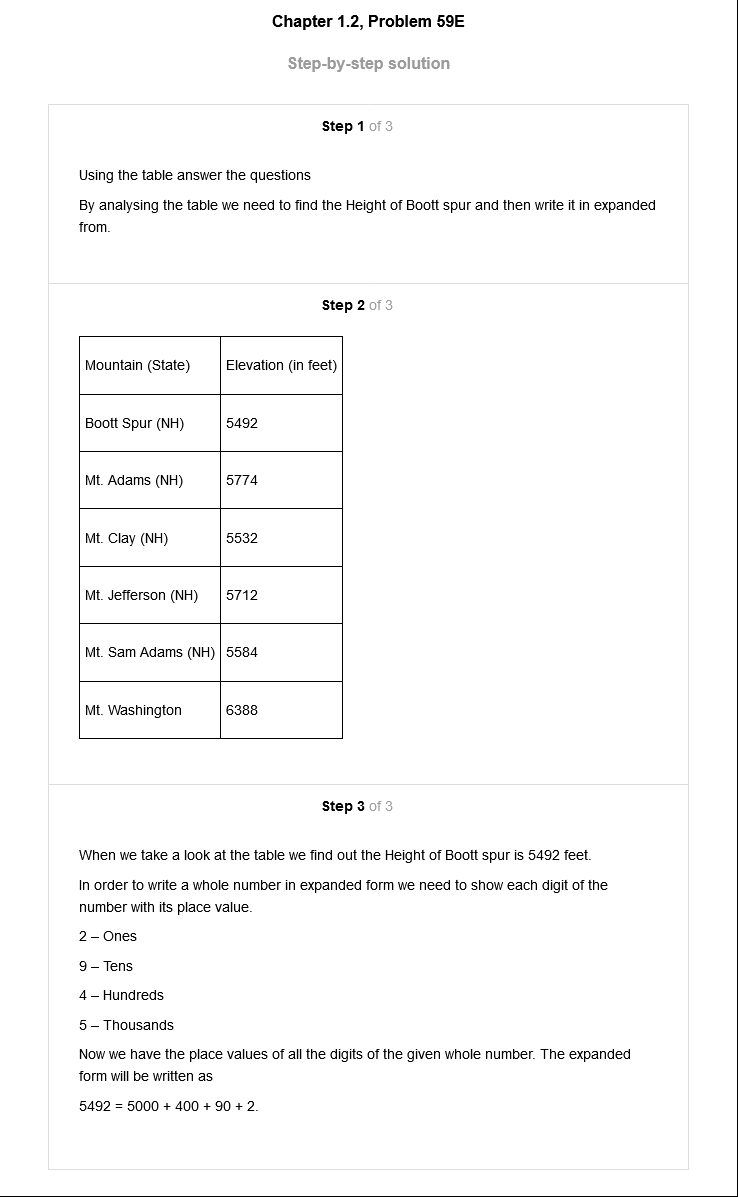 Chapter 1.2, Problem 59E
Step-by-step solution
Step 1 of 3
Using the table answer the questions
By analysing the table we need to find the Height of Boott spur and then write it in expanded
from.
Step 2 of 3
Mountain (State) Elevation (in feet)
Boott Spur (NH) 5492
Mt. Adams (NH) 5774
Mt. Clay (NH) 5532
Mt. Jefferson (NH) 5712
Mt. Sam Adams (NH) 5584
Mt. Washington 6388
Step 3 of 3
When we take a look at the table we find out the Height of Boott spur is 5492 feet.
In order to write a whole number in expanded form we need to show each digit of the
number with its place value.
2 – Ones
9 – Tens
4 – Hundreds
5 – Thousands
Now we have the place values of all the digits of the given whole number. The expanded
form will be written as
5492 = 5000 + 400 + 90 + 2.